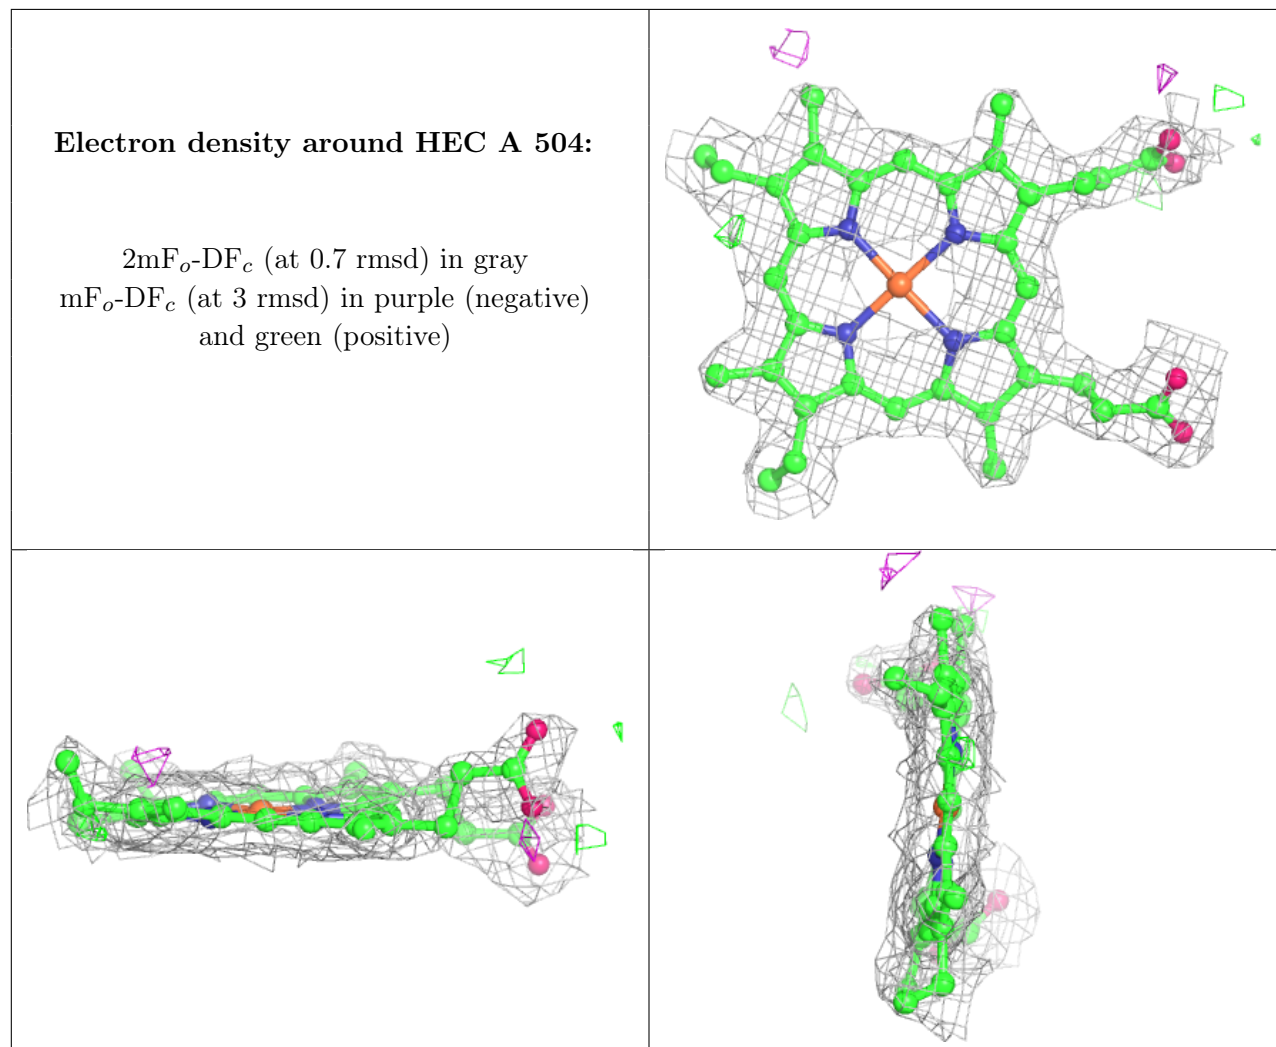 Electron density around HEC A 504:
2mFo-DFc (at 0.7 rmsd) in gray
mFo-DFc (at 3 rmsd) in purple (negative)
and green (positive)